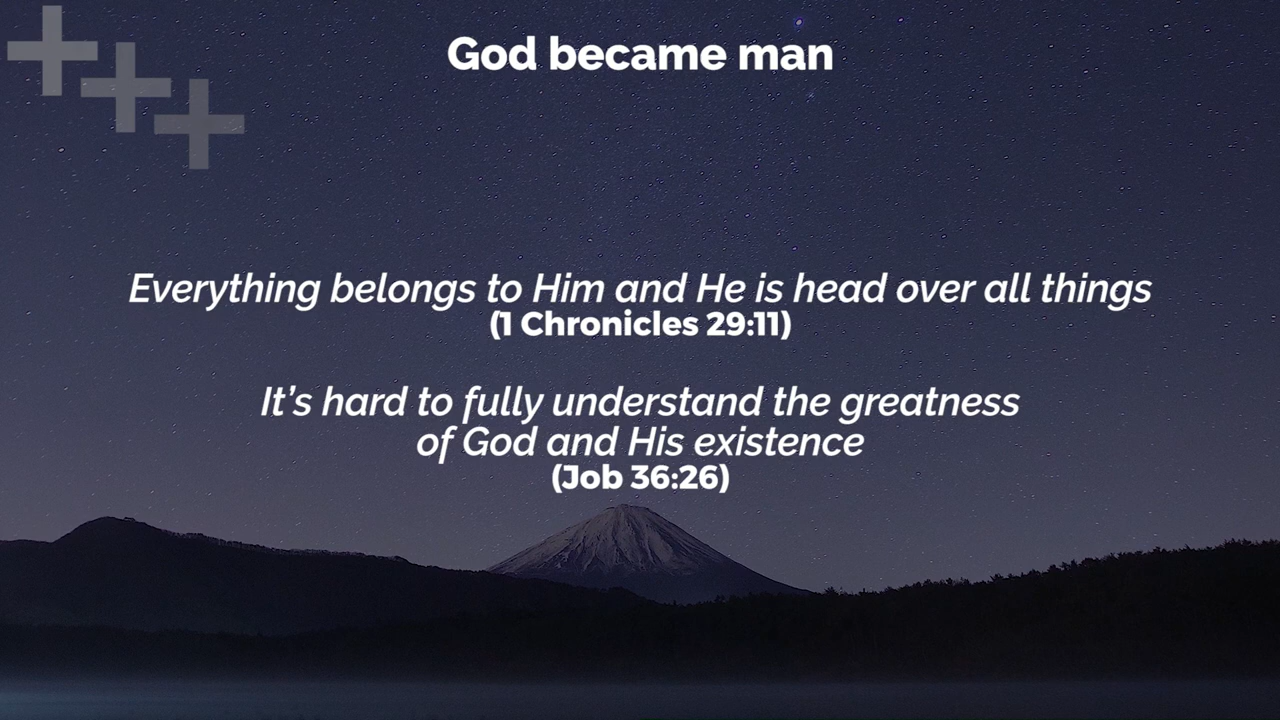 God became man
Everything belongs to Him and He is head over all things
(1 Chronicles 29:11)
It’s hard to fully understand the greatness
of God and His existence
(Job 36:26)